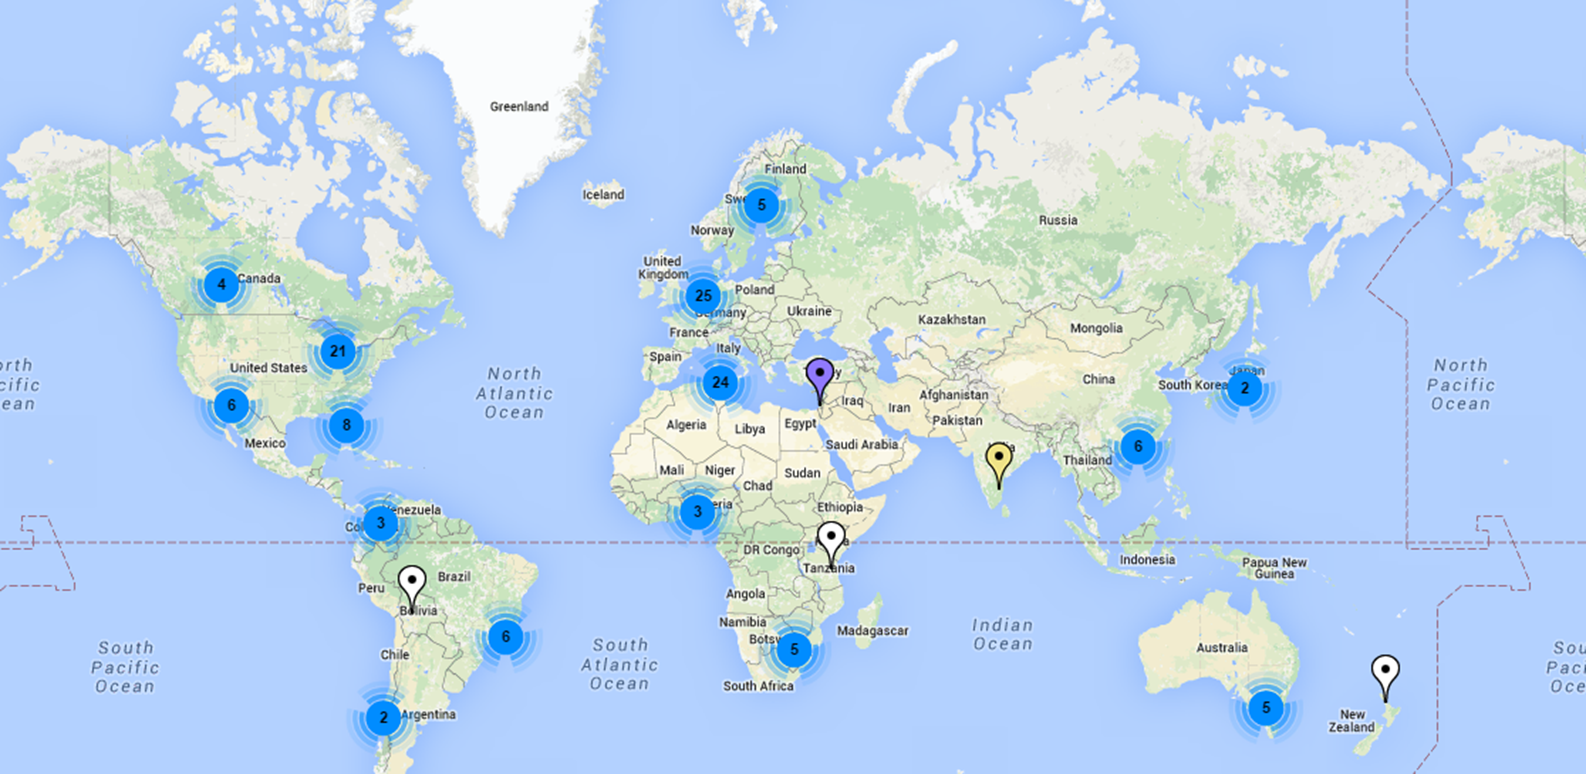 Greenland
Finland
Iceland
Swe
5
Russia
Norway
United
Kingdom
4
Canada
25
Poland
Germany
Ukraine
Kazakhstan
Mongolia
France
21
Italy
United States
Spain
North
Atlantic
Ocean
North
Pacific
Ocean
orth
cific
ean
24
y
China
South Korea
Japan
2
Afghanistan
Iraq
Iran
6
Pakistan
8
Algeria
Libya
Egypt
Mexico
Saudi Arabia
6
India
Thailand
Mali
Niger
Sudan
Chad
3
Venezuela
Co
3
eria
Ethiopia
DR Congo
Tanzania
Indonesia
Papua New
Guinea
Brazil
Peru
Angola
Bolivia
Namibia
Madagascar
Indian
Ocean
6
Botsw
5
South
Pacific
Ocean
South
Atlantic
Ocean
Australia
Sou
Paci
Oce
Chile
South Africa
2
Argentina
5
New
Zealand